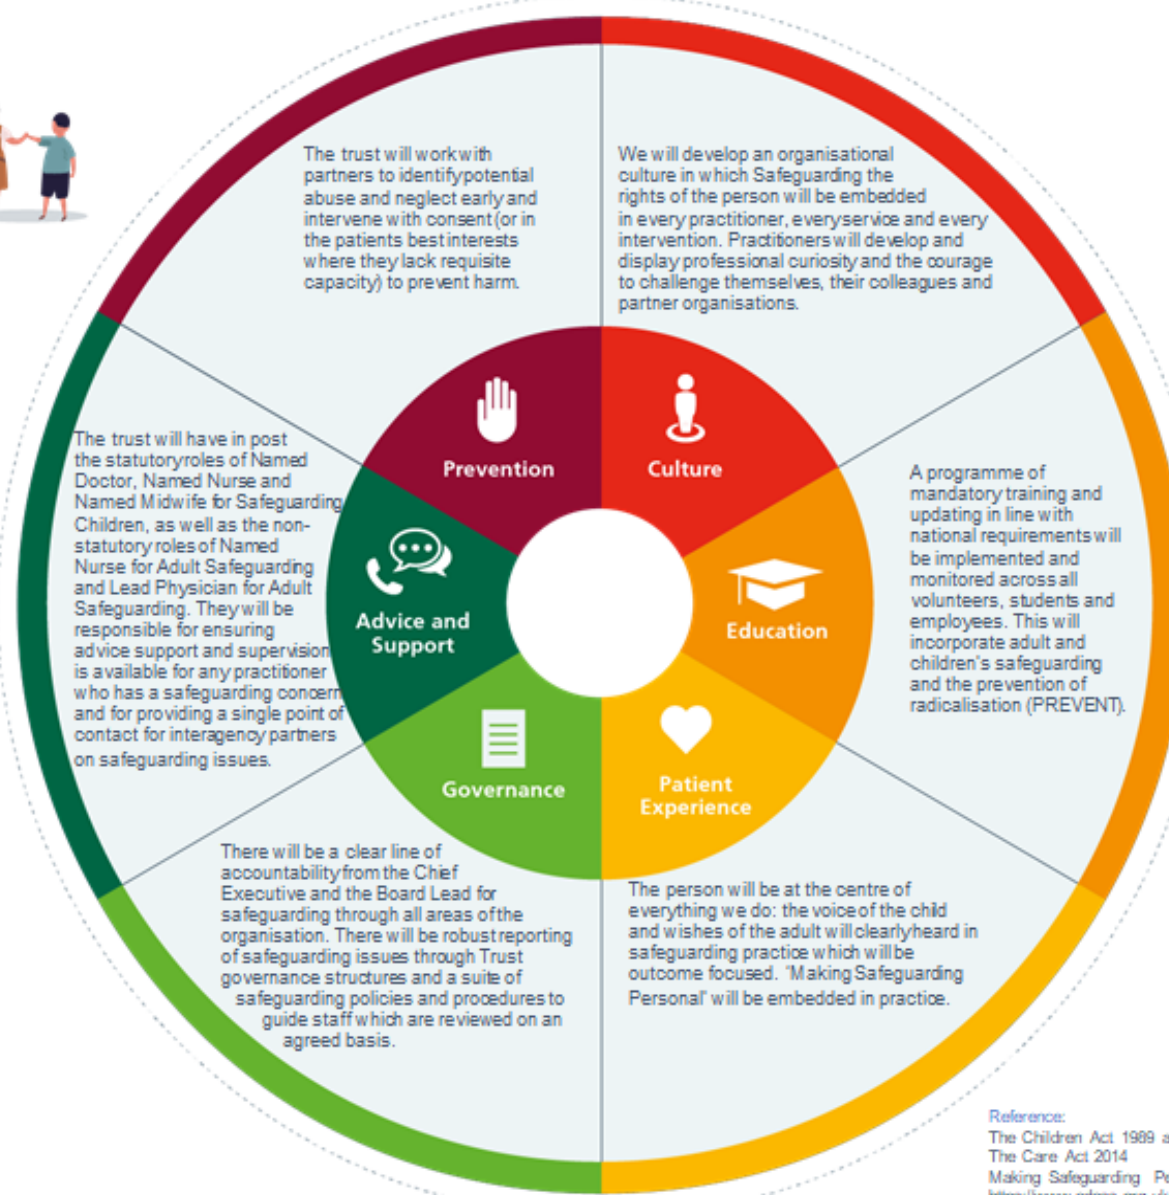 The trust will work with
partners to identify potential
abuse and neglect early and
intervene with consent (or in
the patients best interests
where they lack requisite
capacity) to prevent harm.
We will develop an organisational
culture in which Safeguarding the
rights of the person will be embedded
in every practitioner, every service and every
intervention. Practitioners will develop and
display professional curiosity and the courage
to challenge themselves, their colleagues and
partner organisations.
Prevention
Culture
The trust will have in post
the statutory roles of Named
Doctor, Named Nurse and
Named Midwife for Safeguarding
Children, as well as the non-
statutory roles of Named
Nurse for Adult Safeguarding
and Lead Physician for Adult
Safeguarding. They will be
responsible for ensuring
advice support and supervision
is available for any practitioner
who has a safeguarding concern
and for providing a single point of
contact for interagency partners
on safeguarding issues.
Advice and
Support
Education
A programme of
mandatory training and
updating in line with
national requirements will
be implemented and
monitored across all
volunteers, students and
employees. This will
incorporate adult and
children's safeguarding
and the prevention of
radicalisation (PREVENT).
Governance
Patient
Experience
There will be a clear line of
accountability from the Chief
Executive and the Board Lead for
safeguarding through all areas of the
organisation. There will be robust reporting
of safeguarding issues through Trust
governance structures and a suite of
safeguarding policies and procedures to
guide staff which are reviewed on an
agreed basis.
The person will be at the centre of
everything we do: the voice of the child
and wishes of the adult will clearly heard in
safeguarding practice which will be
outcome focused. 'Making Safeguarding
Personal' will be embedded in practice.
Reference:
The Children Act 1989
The Care Act 2014
Making Safeguarding